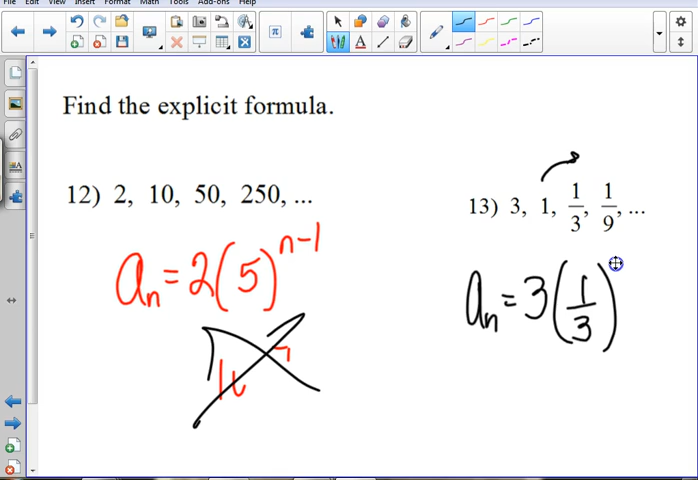 File Edit View Insert Format Tools Add-ons Help
Find the explicit formula.
12) 2, 10, 50, 250, ...
13) 3, 1, 1/3, 1/9, ...
aₙ = 2(5)ⁿ⁻¹
aₙ = 3(1/3)